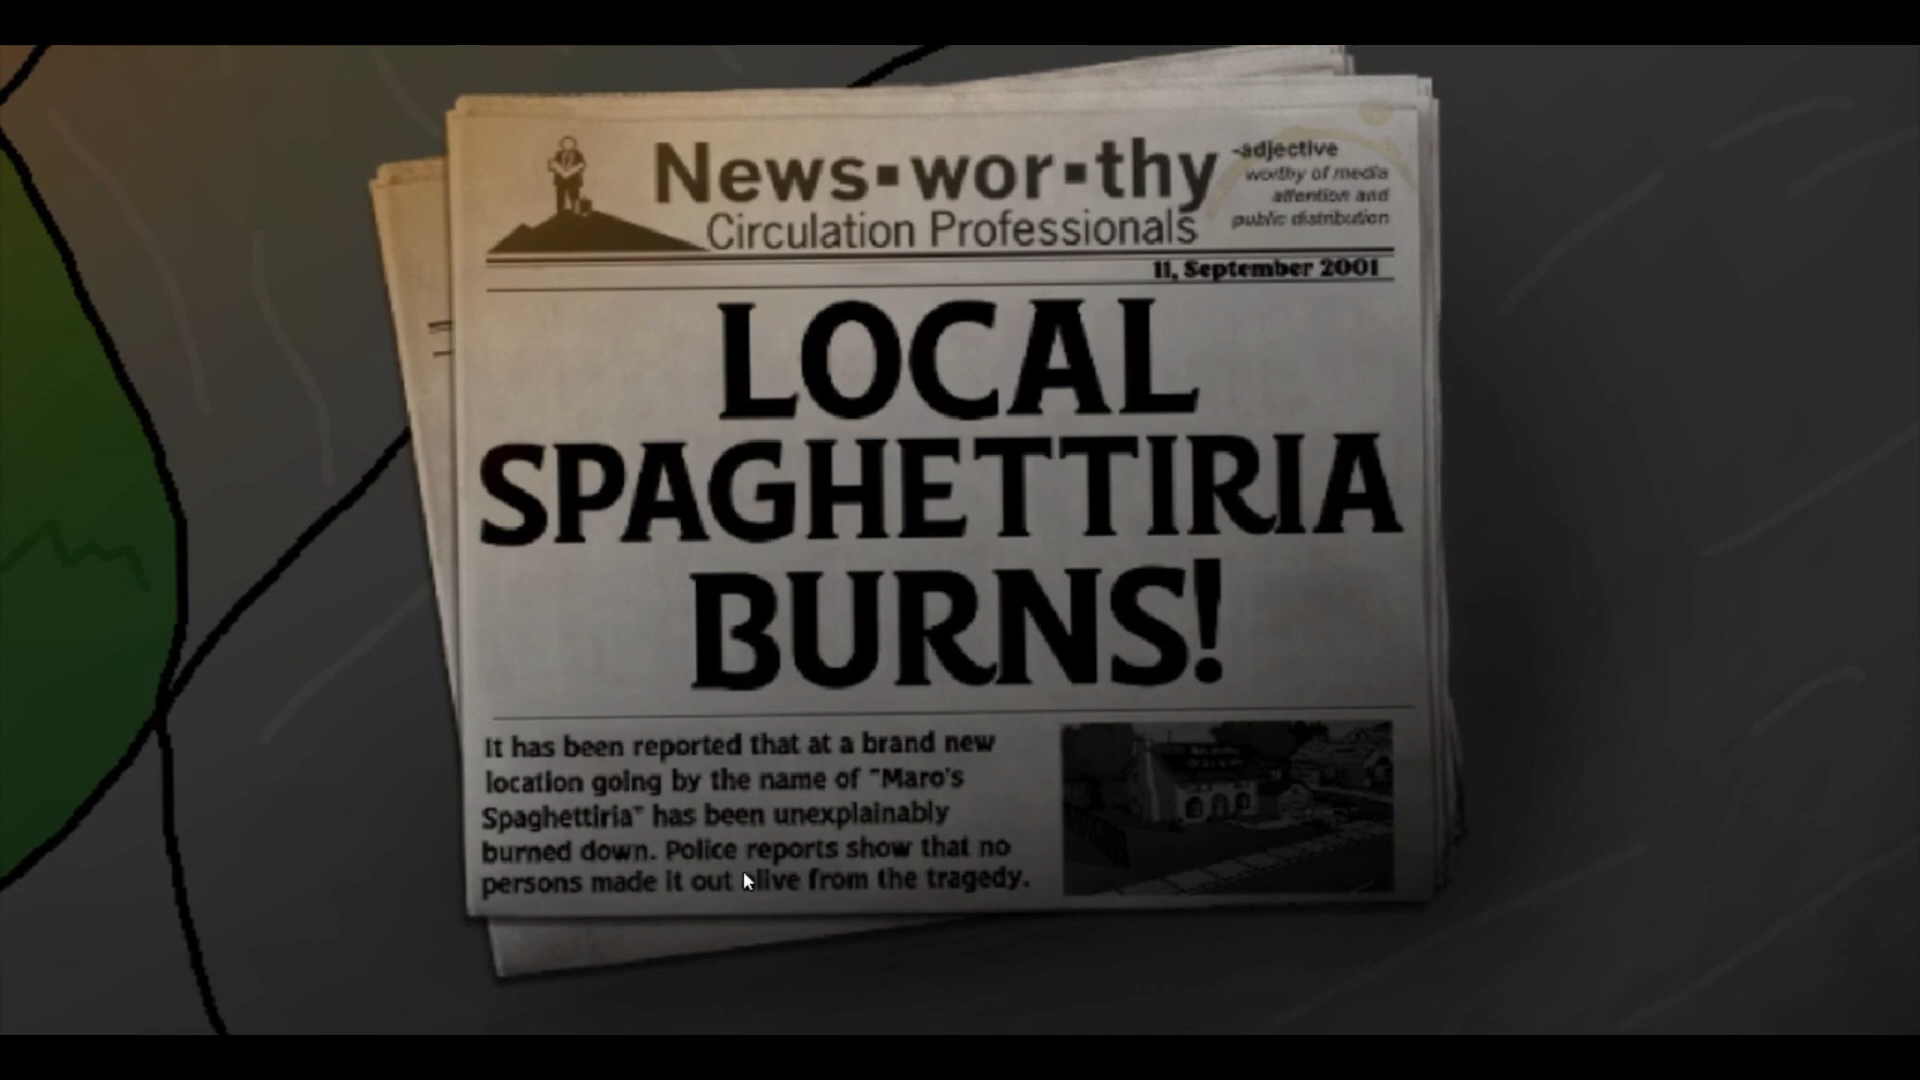 News▪wor▪thy
-adjective
worthy of media
attention and
public distribution
Circulation Professionals
11, September 2001
LOCAL
SPAGHETTIRIA
BURNS!
It has been reported that at a brand new
location going by the name of "Maro's
Spaghettiria" has been unexplainably
burned down. Police reports show that no
persons made it out alive from the tragedy.